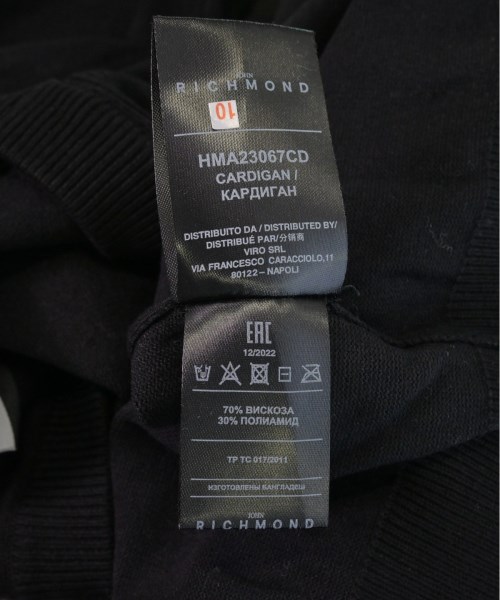 JOHN
RICHMOND
10
HMA23067CD
CARDIGAN /
КАРДИГАН
DISTRIBUITO DA / DISTRIBUTED BY/
DISTRIBUÉ PAR/分销商
VIRO SRL
VIA FRANCESCO CARACCIOLO,11
80122–NAPOLI
EAC
12/2022
70% ВИСКОЗА
30% ПОЛИАМИД
ТР ТС 017/2011
ИЗГОТОВЛЕНЫ БАНГЛАДЕШ
JOHN
RICHMOND